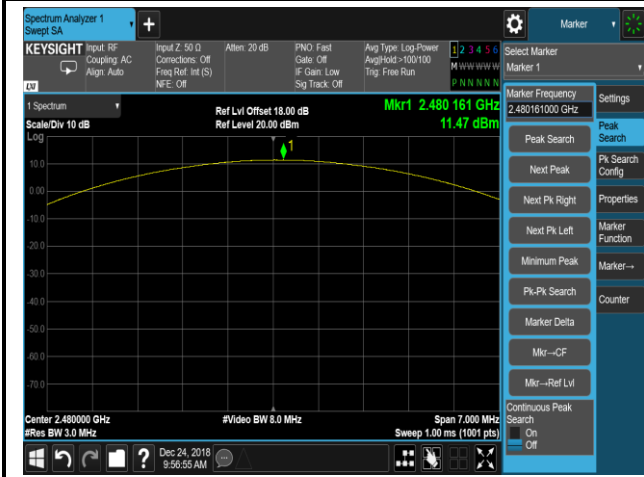 Spectrum Analyzer 1
Swept SA
+
Marker
KEYSIGHT
Input: RF
Coupling: AC
Align: Auto
Input Z: 50 Ω
Corrections: Off
Freq Ref: Int (S)
NFE: Off
Atten: 20 dB
PNO: Fast
Gate: Off
IF Gain: Low
Sig Track: Off
Avg Type: Log-Power
Avg|Hold:>100/100
Trig: Free Run
1 2 3 4 5 6
M W W W W W
P N N N N N
LXI
Select Marker
Marker 1
1 Spectrum
Scale/Div 10 dB
Ref Lvl Offset 18.00 dB
Ref Level 20.00 dBm
Mkr1 2.480 161 GHz
11.47 dBm
Log
1
10.0
0.00
-10.0
-20.0
-30.0
-40.0
-50.0
-60.0
-70.0
Center 2.480000 GHz
#Res BW 3.0 MHz
#Video BW 8.0 MHz
Span 7.000 MHz
Sweep 1.00 ms (1001 pts)
Marker Frequency
2.480161000 GHz
Peak Search
Next Peak
Next Pk Right
Next Pk Left
Minimum Peak
Pk-Pk Search
Marker Delta
Mkr→CF
Mkr→Ref Lvl
Continuous Peak
Search
On
Off
Settings
Peak
Search
Pk Search
Config
Properties
Marker
Function
Marker→
Counter
?
Dec 24, 2018
9:56:55 AM